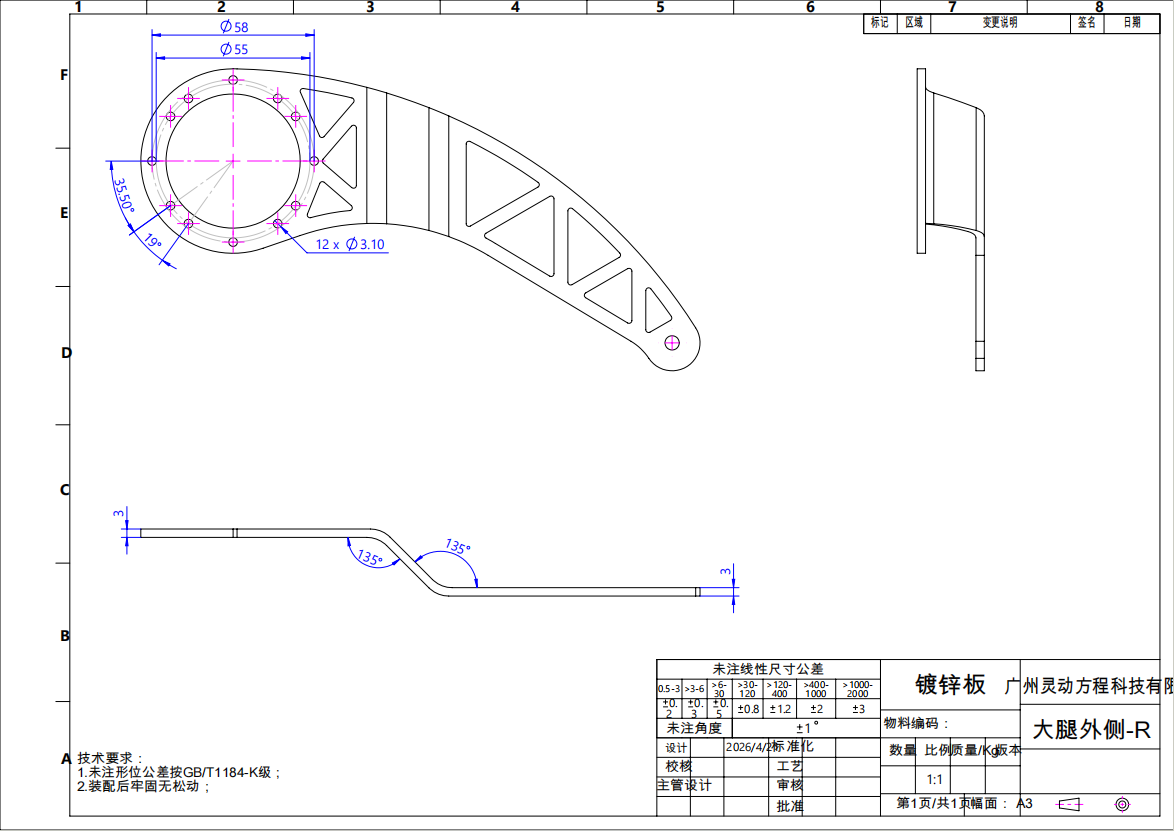 1 2 3 4 5 6 7 8
标记 区域 变更说明 签名 日期
F
E
D
C
B
A
Ø58
Ø55
35.50°
19°
12 x Ø3.10
3
135°
135°
3
技术要求：
1.未注形位公差按GB/T1184-K级；
2.装配后牢固无松动；
未注线性尺寸公差
0.5-3 >3-6 >6-30 >30-120 >120-400 >400-1000 >1000-2000
±0.2 ±0.3 ±0.5 ±0.8 ±1.2 ±2 ±3
未注角度 ±1°
设计 2026/4/2 标准化
校核 工艺
主管设计 审核
批准
镀锌板
广州灵动方程科技有限
物料编码：
大腿外侧-R
数量 比例 质量/Kg 版本
1:1
第1页/共1页 幅面： A3